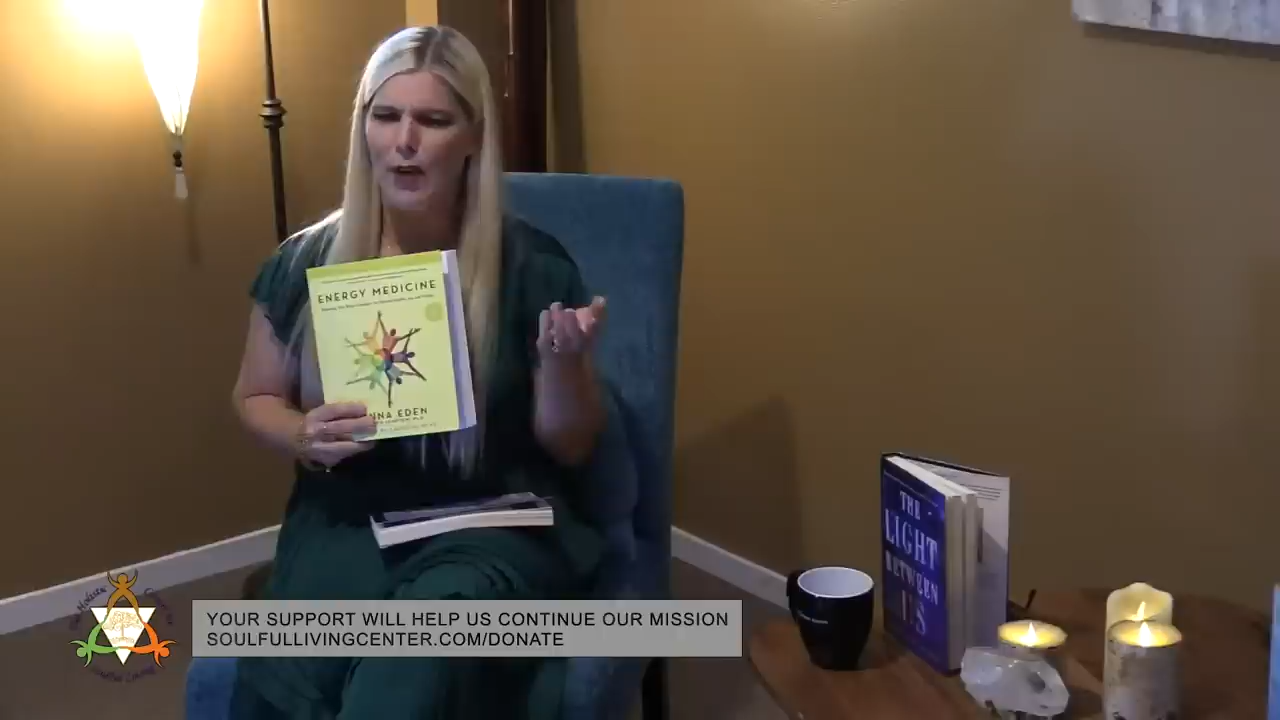 ENERGY MEDICINE
NNA EDEN
THE
LIGHT
BETWEEN
US
YOUR SUPPORT WILL HELP US CONTINUE OUR MISSION
SOULFULLIVINGCENTER.COM/DONATE